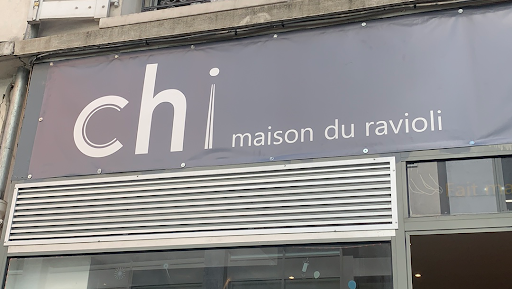 chi maison du ravioli